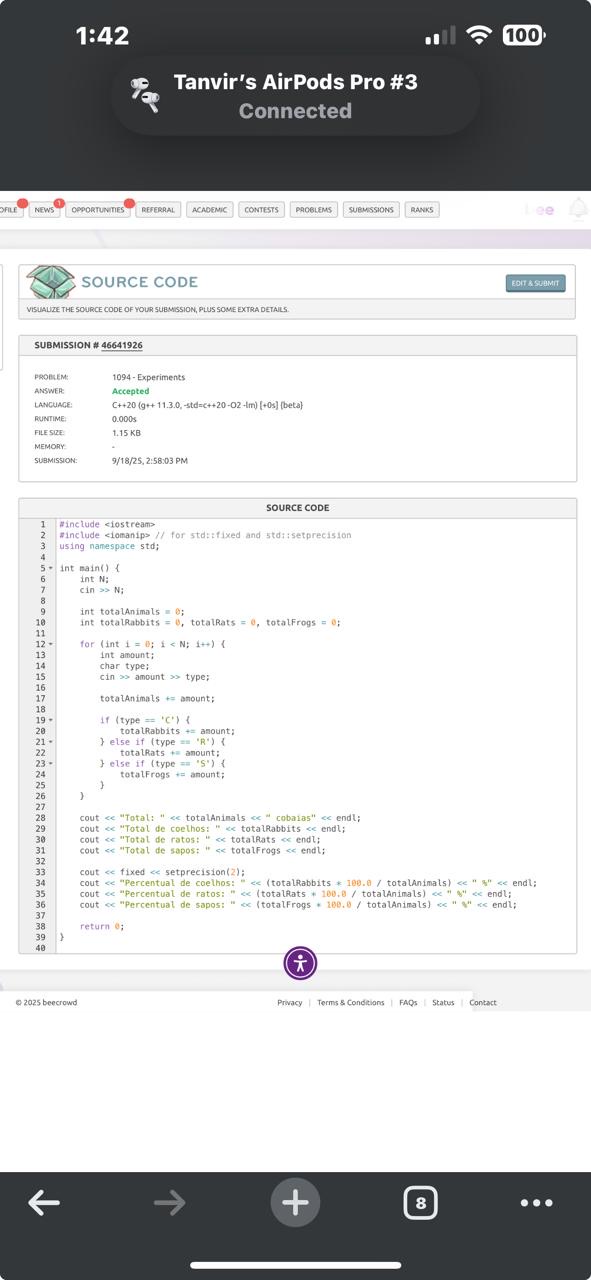 1:42
100
Tanvir's AirPods Pro #3
Connected
OFILE NEWS 1 OPPORTUNITIES REFERRAL ACADEMIC CONTESTS PROBLEMS SUBMISSIONS RANKS
SOURCE CODE
EDIT & SUBMIT
VISUALIZE THE SOURCE CODE OF YOUR SUBMISSION, PLUS SOME EXTRA DETAILS.
SUBMISSION # 46641926
PROBLEM: 1094 - Experiments
ANSWER: Accepted
LANGUAGE: C++20 (g++ 11.3.0, -std=c++20 -O2 -lm) [+0s] {beta}
RUNTIME: 0.000s
FILE SIZE: 1.15 KB
MEMORY: -
SUBMISSION: 9/18/25, 2:58:03 PM
SOURCE CODE
1 #include <iostream>
2 #include <iomanip> // for std::fixed and std::setprecision
3 using namespace std;
4
5 int main() {
6 int N;
7 cin >> N;
8
9 int totalAnimals = 0;
10 int totalRabbits = 0, totalRats = 0, totalFrogs = 0;
11
12 for (int i = 0; i < N; i++) {
13 int amount;
14 char type;
15 cin >> amount >> type;
16
17 totalAnimals += amount;
18
19 if (type == 'C') {
20 totalRabbits += amount;
21 } else if (type == 'R') {
22 totalRats += amount;
23 } else if (type == 'S') {
24 totalFrogs += amount;
25 }
26 }
27
28 cout << "Total: " << totalAnimals << " cobaias" << endl;
29 cout << "Total de coelhos: " << totalRabbits << endl;
30 cout << "Total de ratos: " << totalRats << endl;
31 cout << "Total de sapos: " << totalFrogs << endl;
32
33 cout << fixed << setprecision(2);
34 cout << "Percentual de coelhos: " << (totalRabbits * 100.0 / totalAnimals) << " %" << endl;
35 cout << "Percentual de ratos: " << (totalRats * 100.0 / totalAnimals) << " %" << endl;
36 cout << "Percentual de sapos: " << (totalFrogs * 100.0 / totalAnimals) << " %" << endl;
37
38 return 0;
39 }
40
© 2025 beecrowd Privacy | Terms & Conditions | FAQs | Status | Contact
8